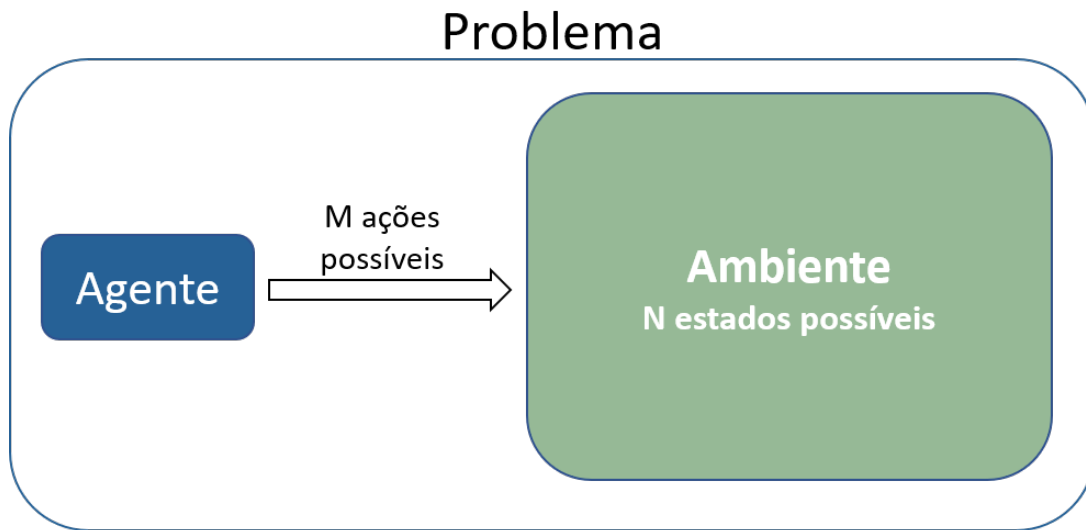 Problema
M ações
possíveis
Agente
Ambiente
N estados possíveis